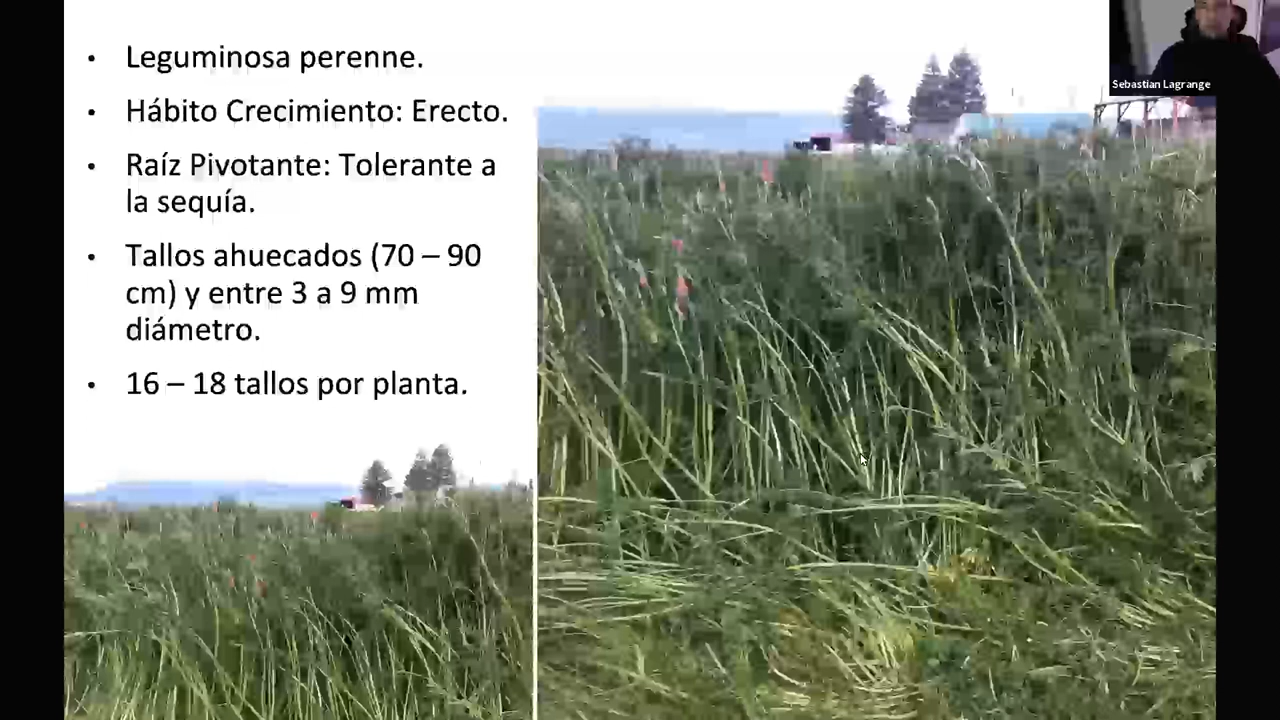 • Leguminosa perenne.
• Hábito Crecimiento: Erecto.
• Raíz Pivotante: Tolerante a
la sequía.
• Tallos ahuecados (70 – 90
cm) y entre 3 a 9 mm
diámetro.
• 16 – 18 tallos por planta.
Sebastian Lagrange